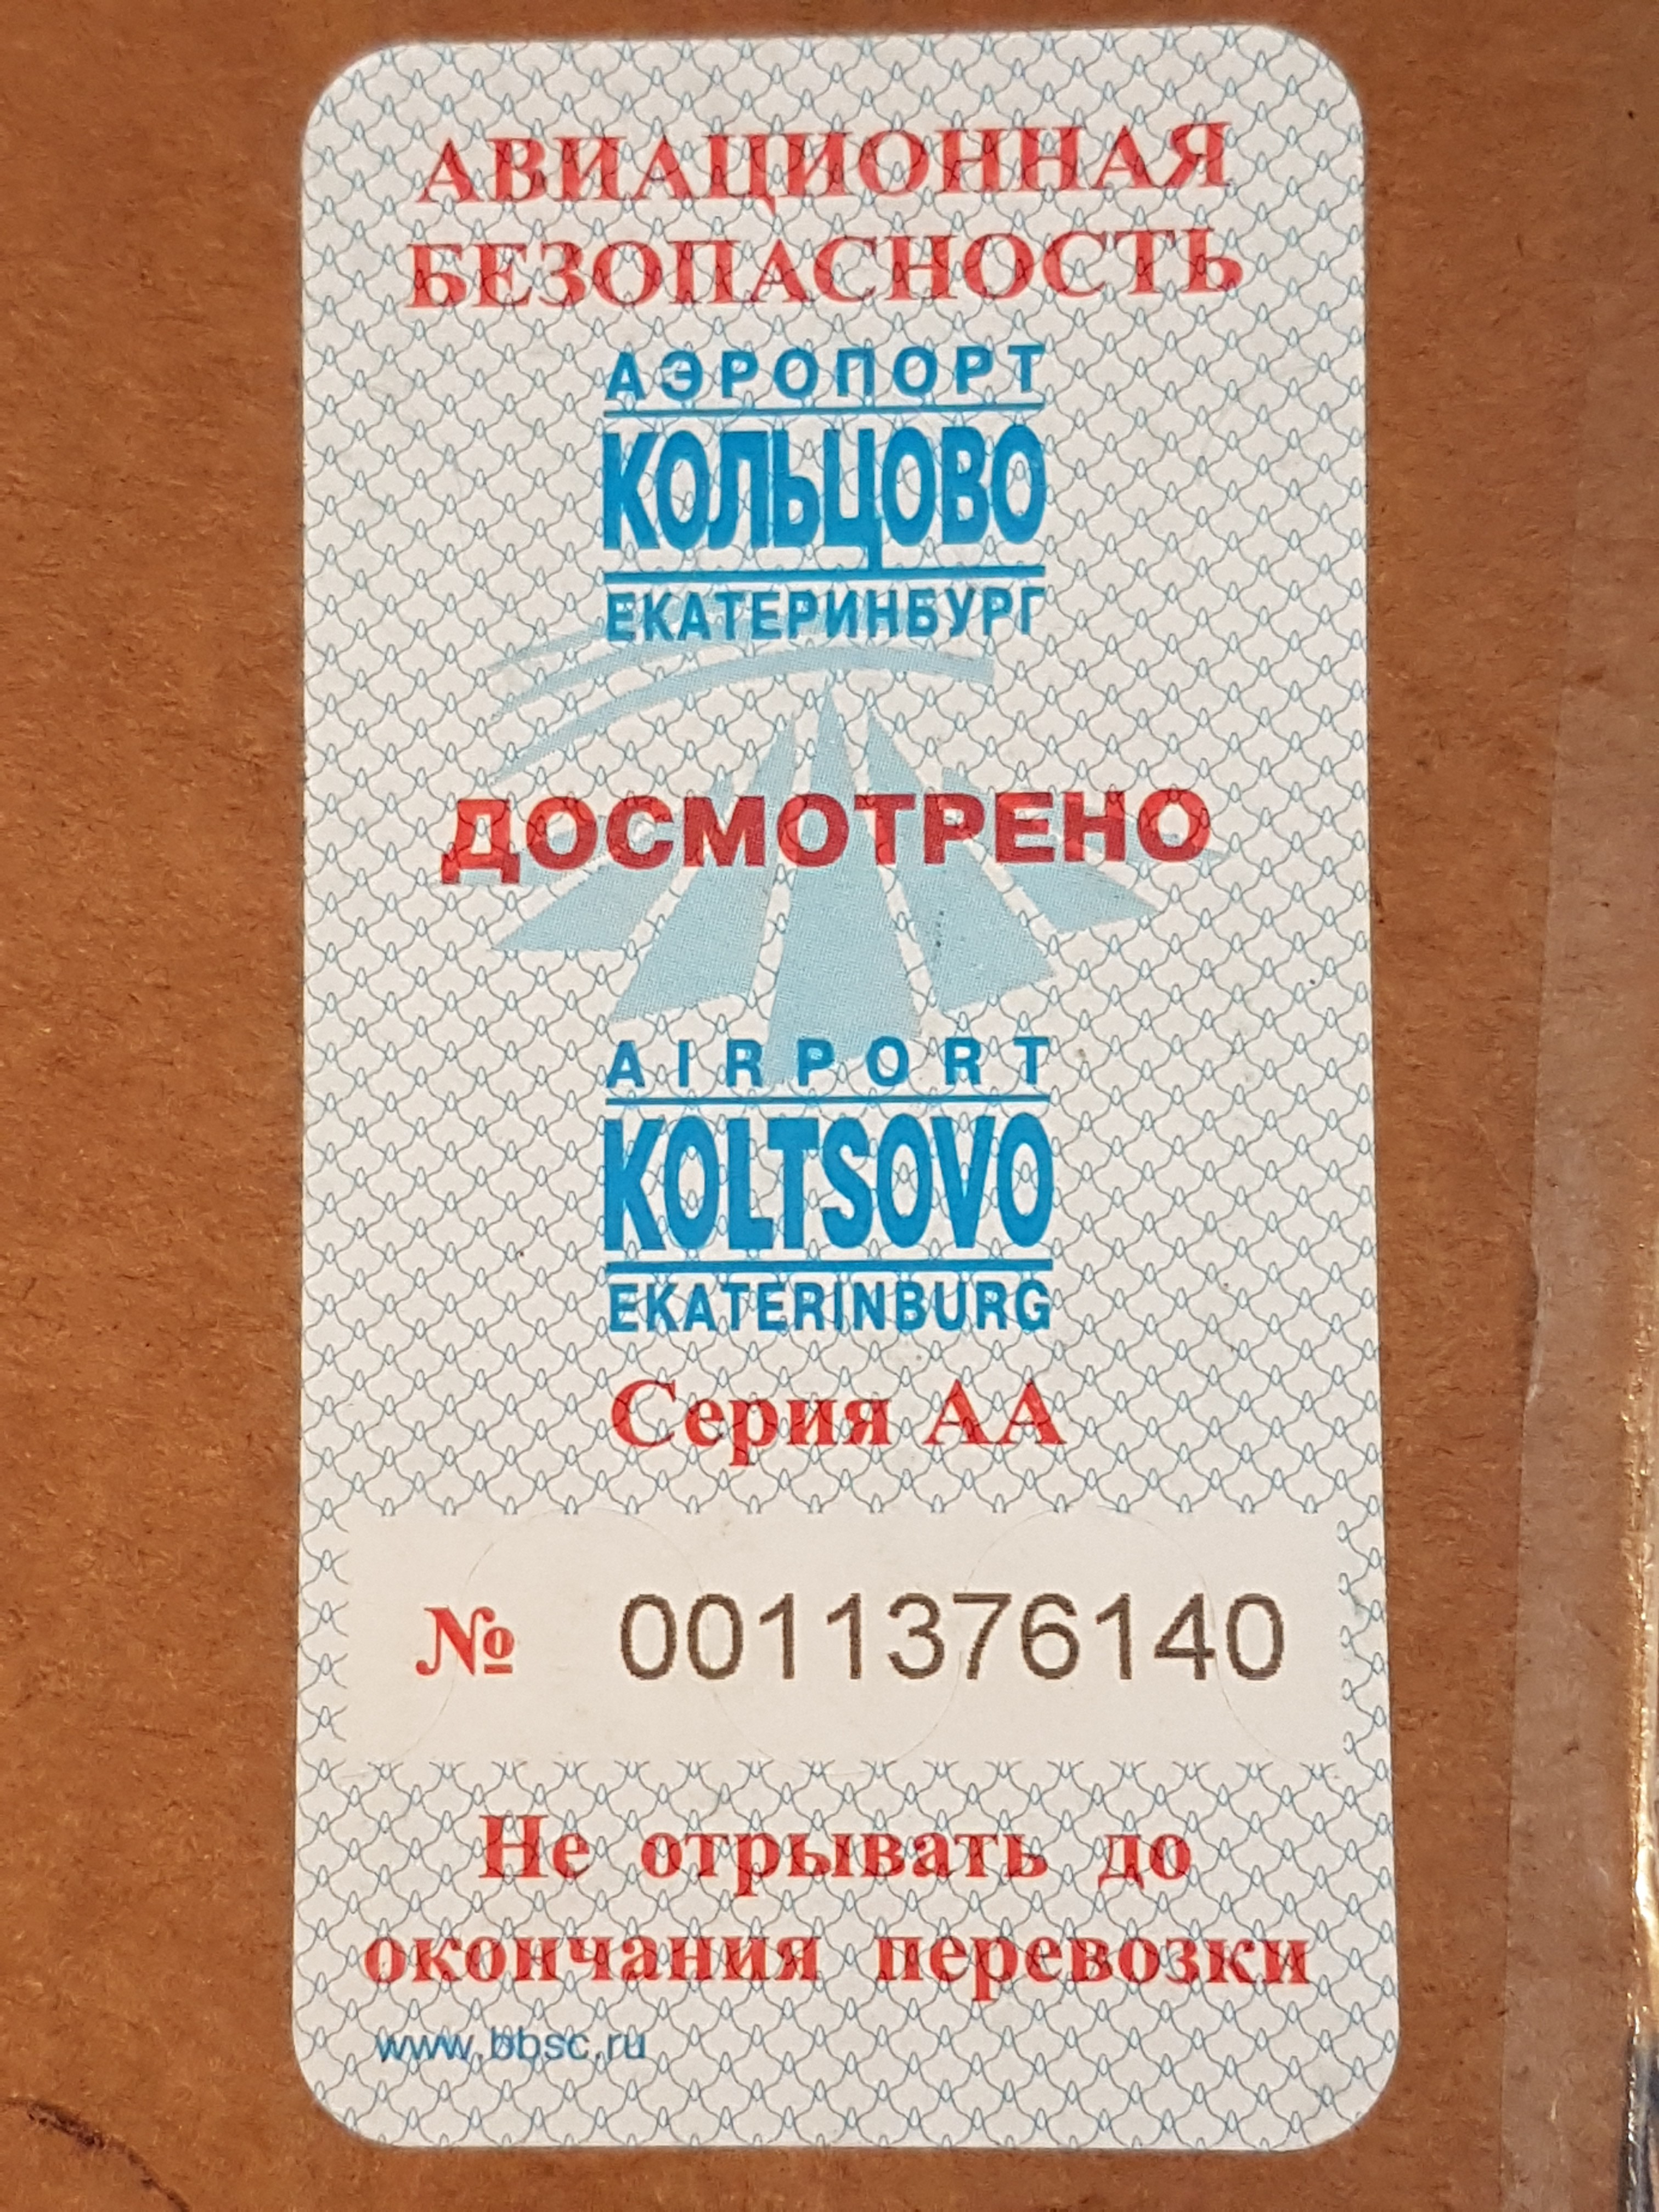 АВИАЦИОННАЯ
БЕЗОПАСНОСТЬ
АЭРОПОРТ
КОЛЬЦОВО
ЕКАТЕРИНБУРГ
ДОСМОТРЕНО
AIRPORT
KOLTSOVO
EKATERINBURG
Серия АА
№ 0011376140
Не отрывать до
окончания перевозки
www.bbsc.ru